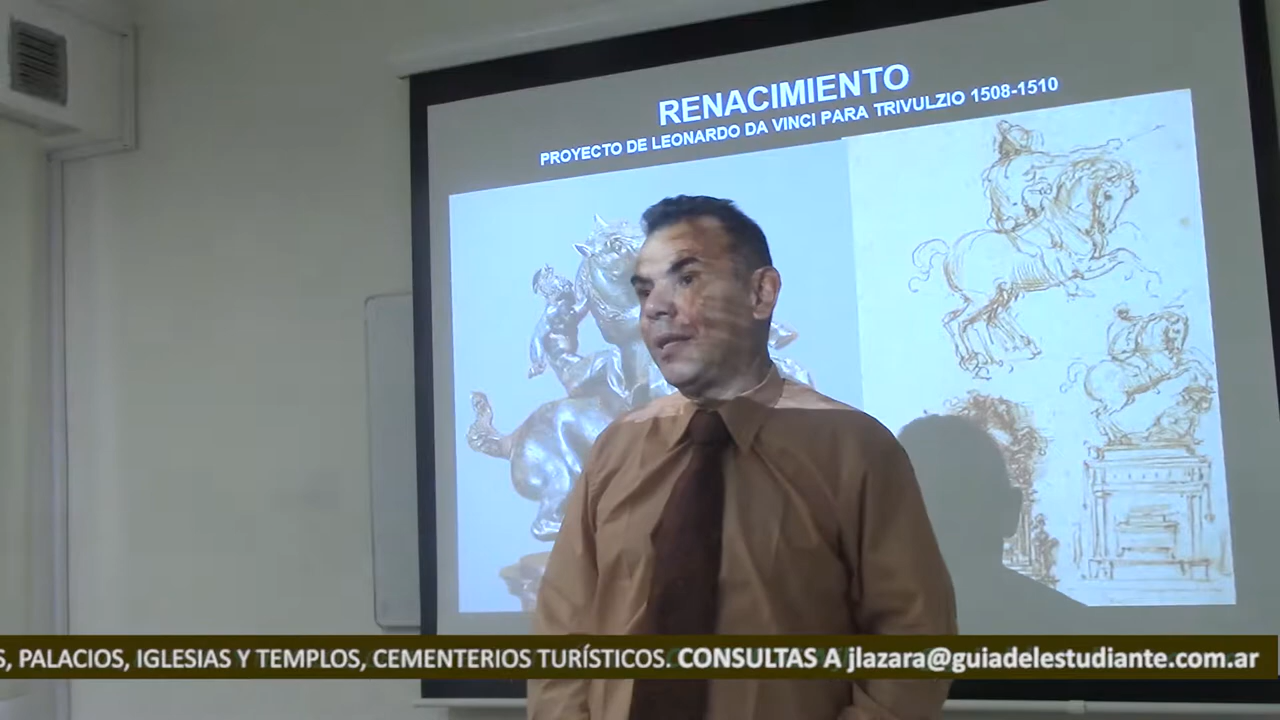 RENACIMIENTO
PROYECTO DE LEONARDO DA VINCI PARA TRIVULZIO 1508-1510
S, PALACIOS, IGLESIAS Y TEMPLOS, CEMENTERIOS TURÍSTICOS. CONSULTAS A jlazara@guiadelestudiante.com.ar